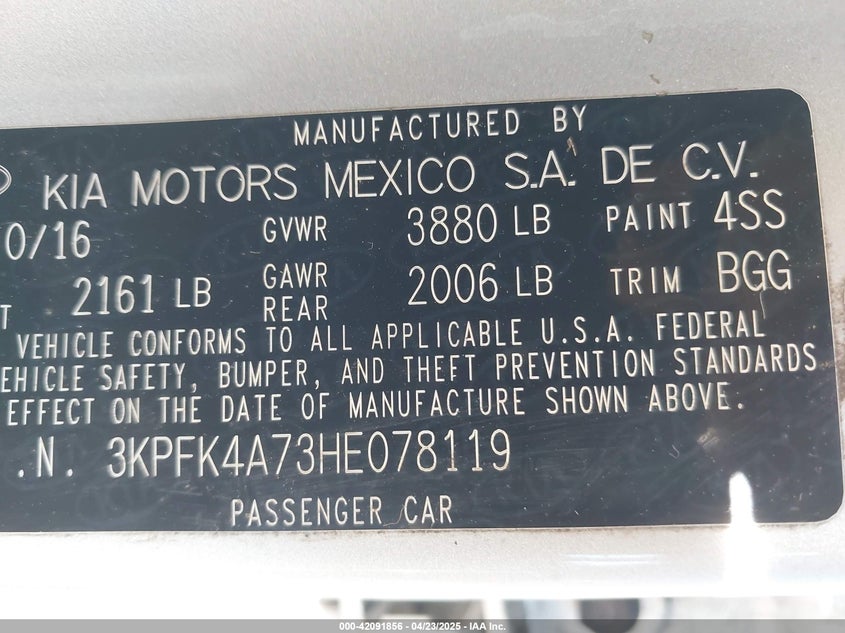 MANUFACTURED BY
KIA MOTORS MEXICO S.A. DE C.V.
0/16 GVWR 3880 LB PAINT 4SS
T 2161 LB GAWR REAR 2006 LB TRIM BGG
VEHICLE CONFORMS TO ALL APPLICABLE U.S.A. FEDERAL
EHICLE SAFETY, BUMPER, AND THEFT PREVENTION STANDARDS
EFFECT ON THE DATE OF MANUFACTURE SHOWN ABOVE.
.N. 3KPFK4A73HE078119
PASSENGER CAR
000-42091856 - 04/23/2025 - IAA Inc.